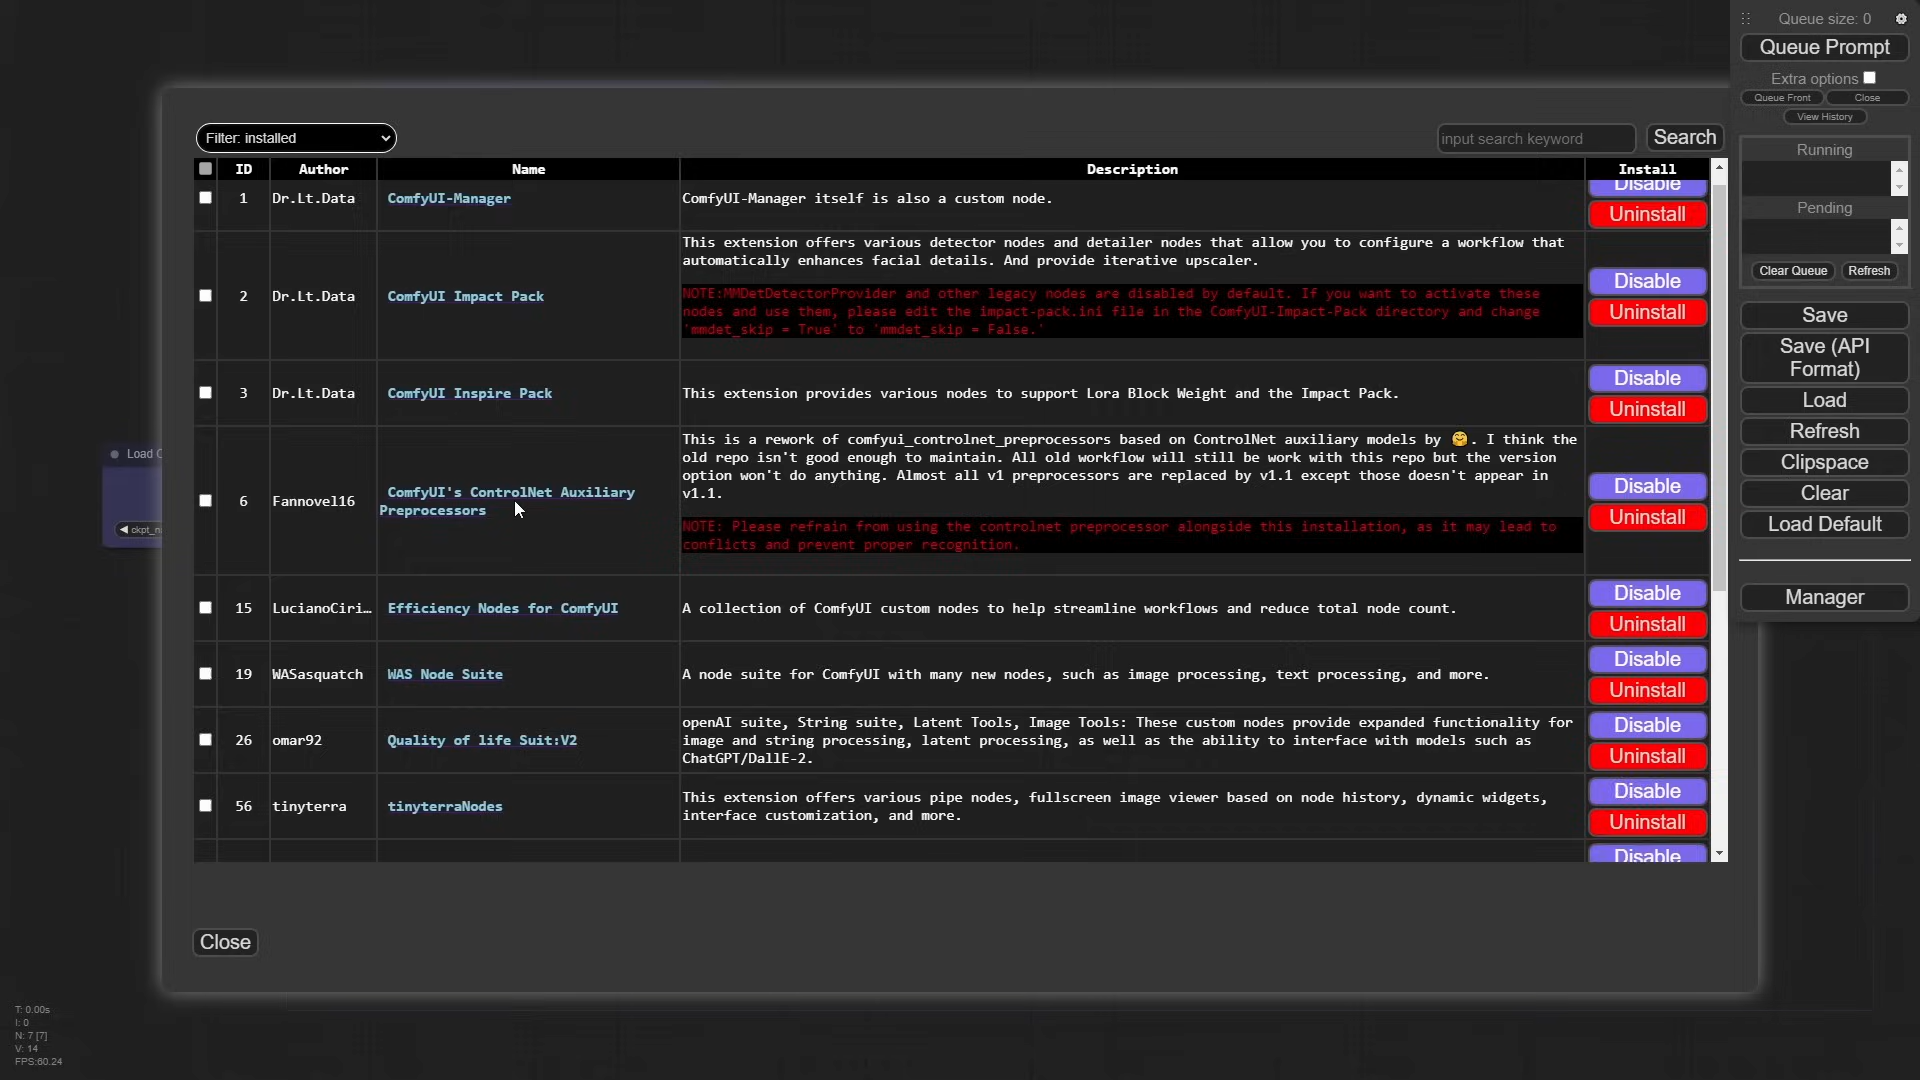 Queue size: 0
Queue Prompt
Extra options
Queue Front
Close
View History
Running
Pending
Clear Queue
Refresh
Save
Save (API
Format)
Load
Refresh
Clipspace
Clear
Load Default
Manager
Filter: installed
input search keyword
Search
ID
Author
Name
Description
Install
1
Dr.Lt.Data
ComfyUI-Manager
ComfyUI-Manager itself is also a custom node.
Disable
Uninstall
2
Dr.Lt.Data
ComfyUI Impact Pack
This extension offers various detector nodes and detailer nodes that allow you to configure a workflow that
automatically enhances facial details. And provide iterative upscaler.
NOTE:MMDetDetectorProvider and other legacy nodes are disabled by default. If you want to activate these
nodes and use them, please edit the impact-pack.ini file in the ComfyUI-Impact-Pack directory and change
'mmdet_skip = True' to 'mmdet_skip = False.'
Disable
Uninstall
3
Dr.Lt.Data
ComfyUI Inspire Pack
This extension provides various nodes to support Lora Block Weight and the Impact Pack.
Disable
Uninstall
6
Fannovel16
ComfyUI's ControlNet Auxiliary
Preprocessors
This is a rework of comfyui_controlnet_preprocessors based on ControlNet auxiliary models by 🤗. I think the
old repo isn't good enough to maintain. All old workflow will still be work with this repo but the version
option won't do anything. Almost all v1 preprocessors are replaced by v1.1 except those doesn't appear in
v1.1.
NOTE: Please refrain from using the controlnet preprocessor alongside this installation, as it may lead to
conflicts and prevent proper recognition.
Disable
Uninstall
15
LucianoCiri…
Efficiency Nodes for ComfyUI
A collection of ComfyUI custom nodes to help streamline workflows and reduce total node count.
Disable
Uninstall
19
WASasquatch
WAS Node Suite
A node suite for ComfyUI with many new nodes, such as image processing, text processing, and more.
Disable
Uninstall
26
omar92
Quality of life Suit:V2
openAI suite, String suite, Latent Tools, Image Tools: These custom nodes provide expanded functionality for
image and string processing, latent processing, as well as the ability to interface with models such as
ChatGPT/DallE-2.
Disable
Uninstall
56
tinyterra
tinyterraNodes
This extension offers various pipe nodes, fullscreen image viewer based on node history, dynamic widgets,
interface customization, and more.
Disable
Uninstall
Disable
Close
Load C
ckpt_n
T: 0.00s
I: 0
N: 7 [7]
V: 14
FPS:60.24